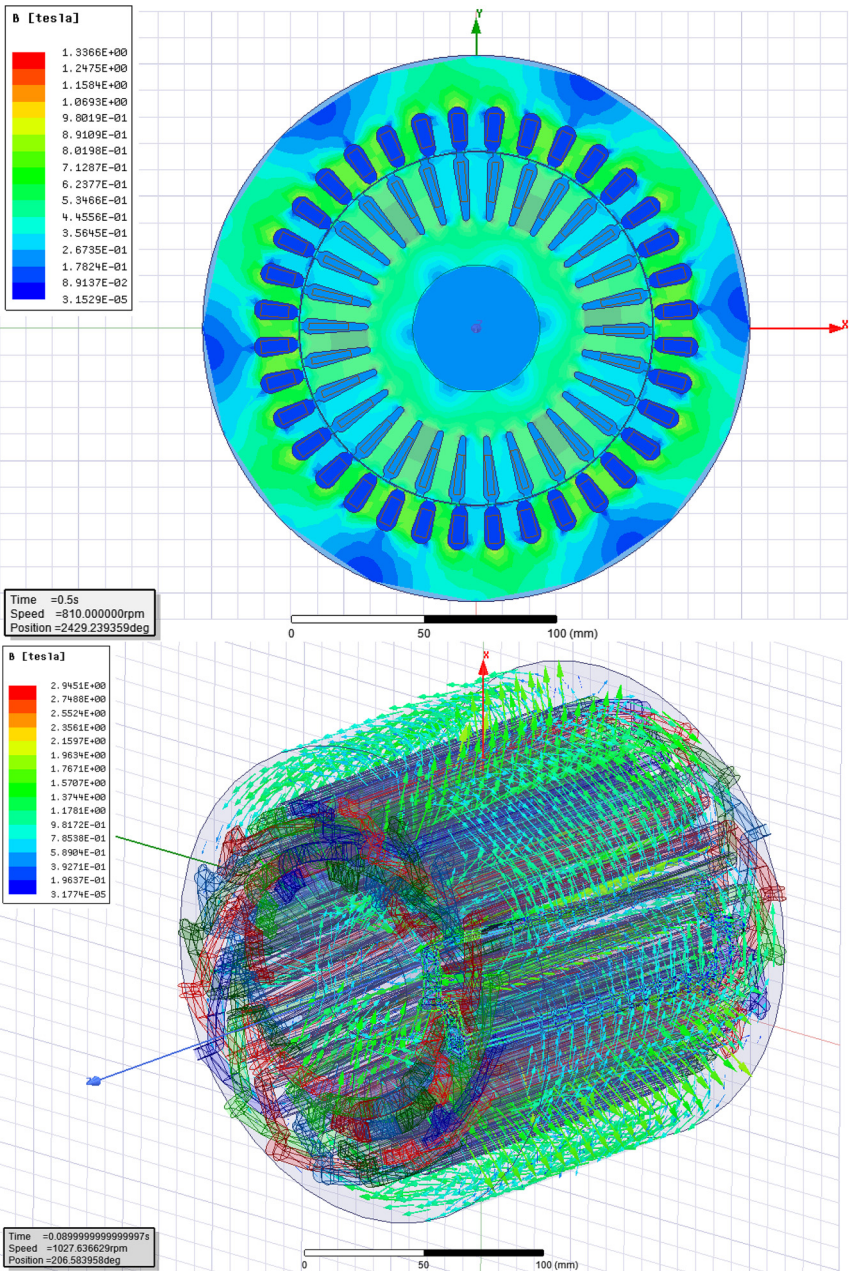 B [tesla]
1.3366E+00
1.2475E+00
1.1584E+00
1.0693E+00
9.8019E-01
8.9109E-01
8.0198E-01
7.1287E-01
6.2377E-01
5.3466E-01
4.4556E-01
3.5645E-01
2.6735E-01
1.7824E-01
8.9137E-02
3.1529E-05
Y
X
Time =0.5s
Speed =810.000000rpm
Position =2429.239359deg
0 50 100 (mm)
B [tesla]
2.9451E+00
2.7488E+00
2.5524E+00
2.3561E+00
2.1597E+00
1.9634E+00
1.7671E+00
1.5707E+00
1.3744E+00
1.1781E+00
9.8172E-01
7.8538E-01
5.8904E-01
3.9271E-01
1.9637E-01
3.1774E-05
X
Z
Time =0.0899999999999997s
Speed =1027.636629rpm
Position =206.583958deg
0 50 100 (mm)